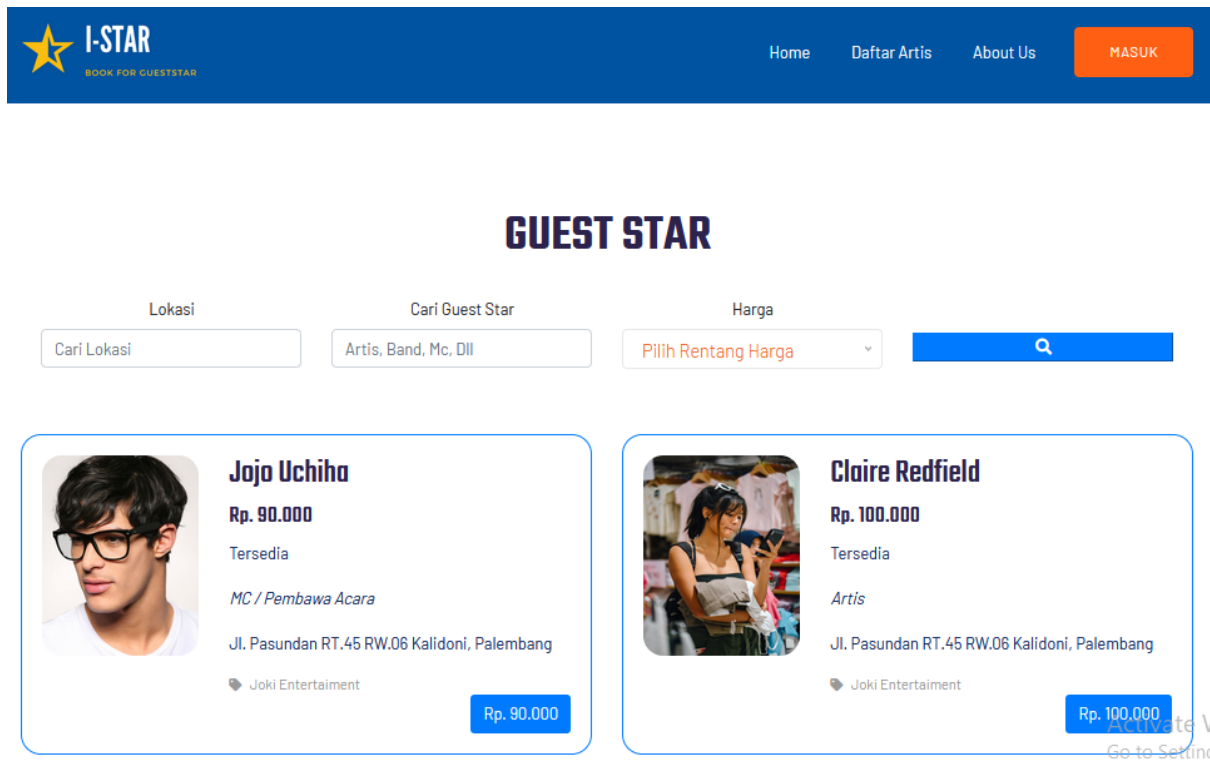 I-STAR
BOOK FOR GUESTSTAR
Home Daftar Artis About Us MASUK
GUEST STAR
Lokasi Cari Guest Star Harga
Cari Lokasi Artis, Band, Mc, Dll Pilih Rentang Harga
Jojo Uchiha
Rp. 90.000
Tersedia
MC / Pembawa Acara
Jl. Pasundan RT.45 RW.06 Kalidoni, Palembang
Joki Entertaiment
Rp. 90.000
Claire Redfield
Rp. 100.000
Tersedia
Artis
Jl. Pasundan RT.45 RW.06 Kalidoni, Palembang
Joki Entertaiment
Rp. 100.000
Activate
Go to